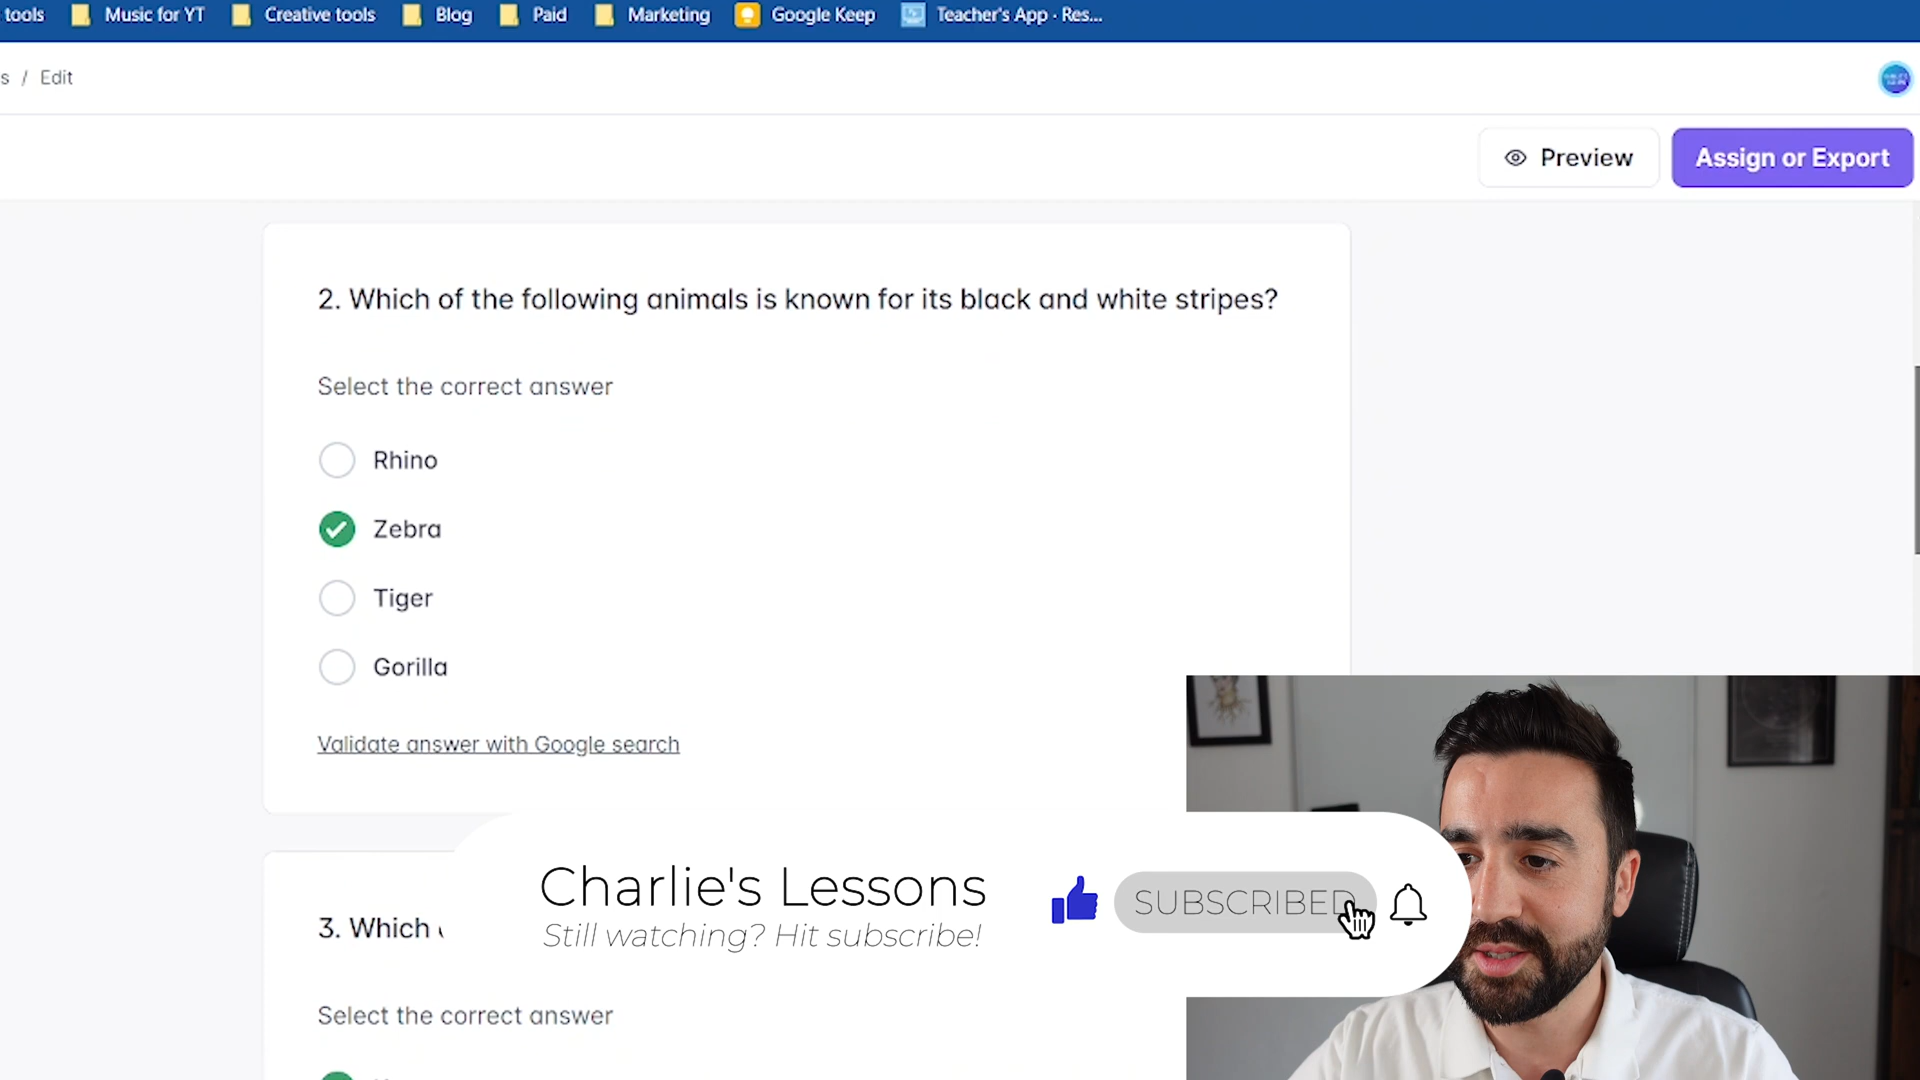 tools Music for YT Creative tools Blog Paid Marketing Google Keep Teacher's App · Res...
s / Edit
Preview Assign or Export
2. Which of the following animals is known for its black and white stripes?
Select the correct answer
Rhino
Zebra
Tiger
Gorilla
Validate answer with Google search
Charlie's Lessons
Still watching? Hit subscribe!
SUBSCRIBED
3. Which
Select the correct answer